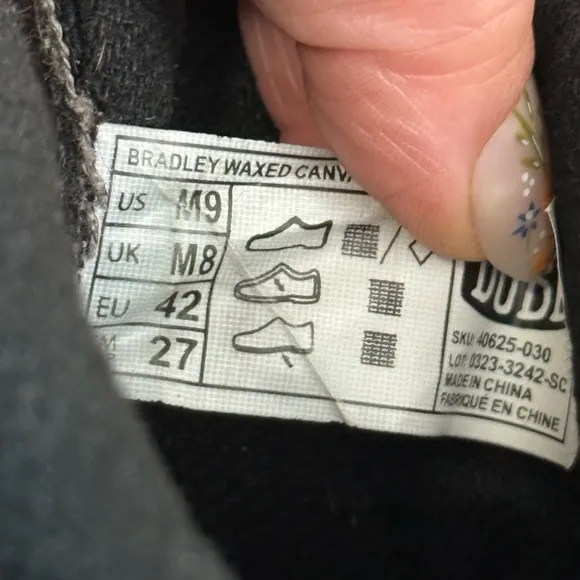 BRADLEY WAXED CANV
US M9
UK M8
EU 42
27
DUDE
SKU: 40625-030
LOT: 0323-3242-SC
MADE IN CHINA
FABRIQUÉ EN CHINE